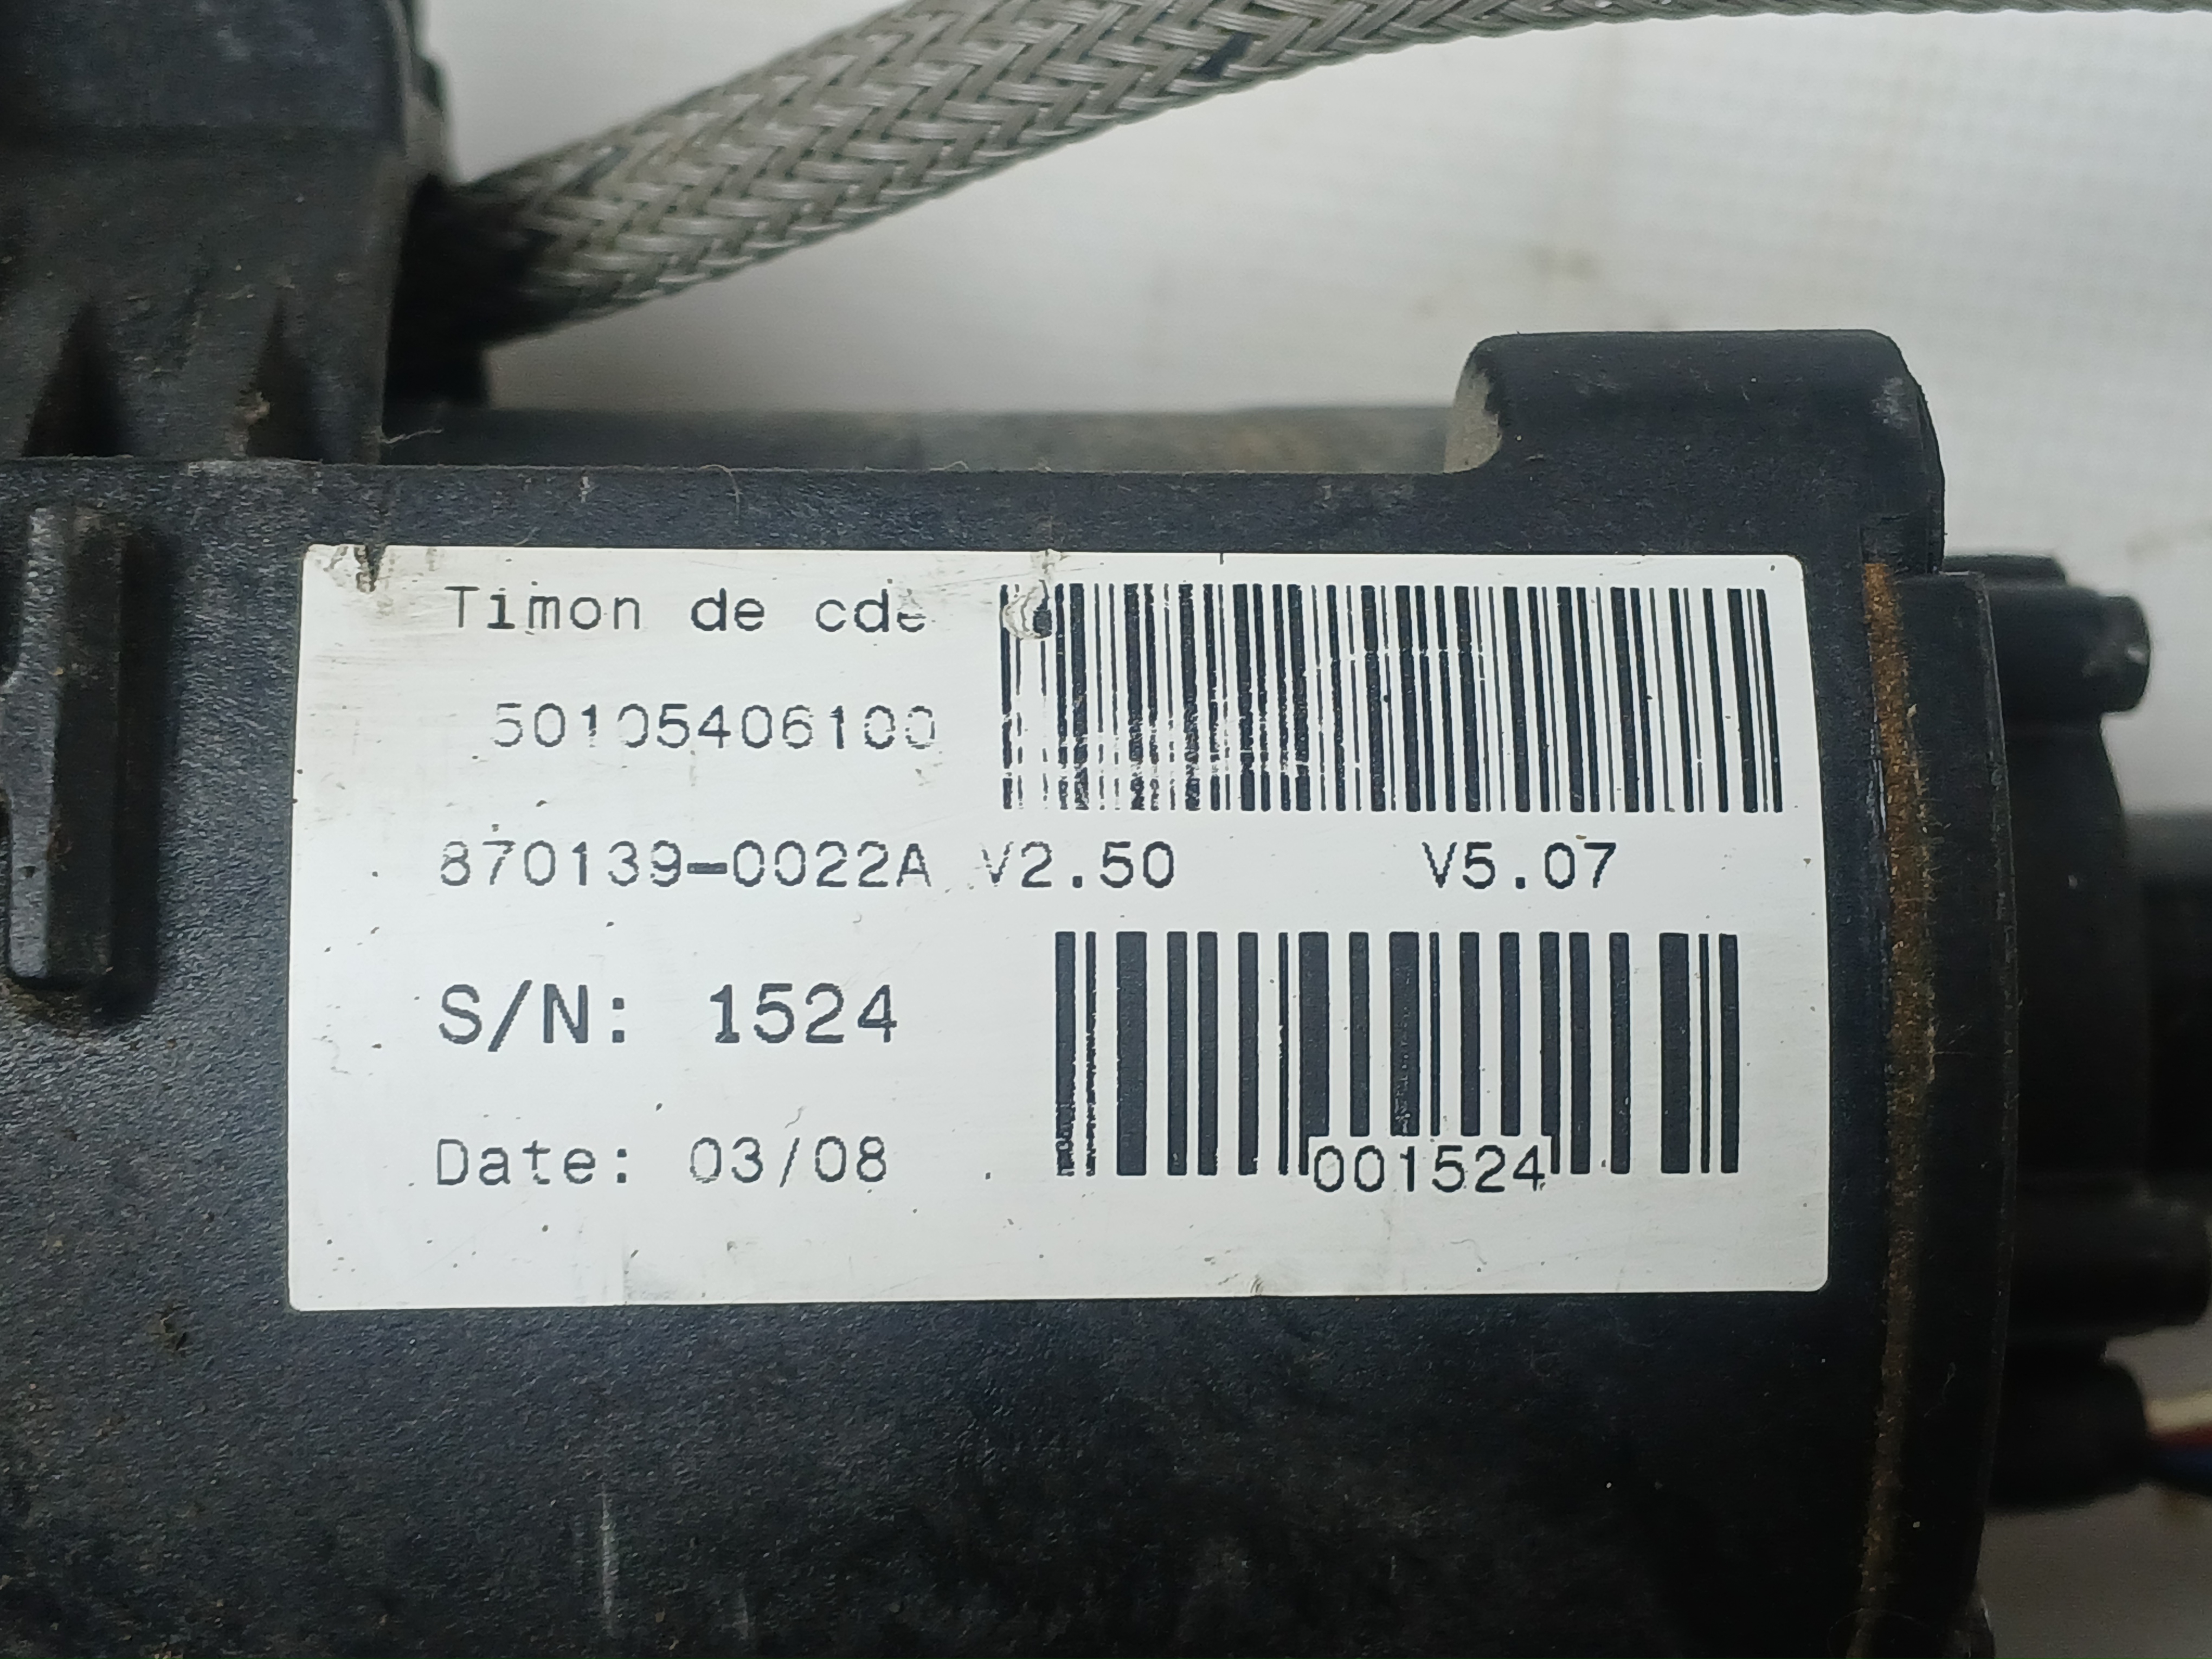 Timon de cde
50105406100
870139-0022A V2.50 V5.07
S/N: 1524
Date: 03/08
001524